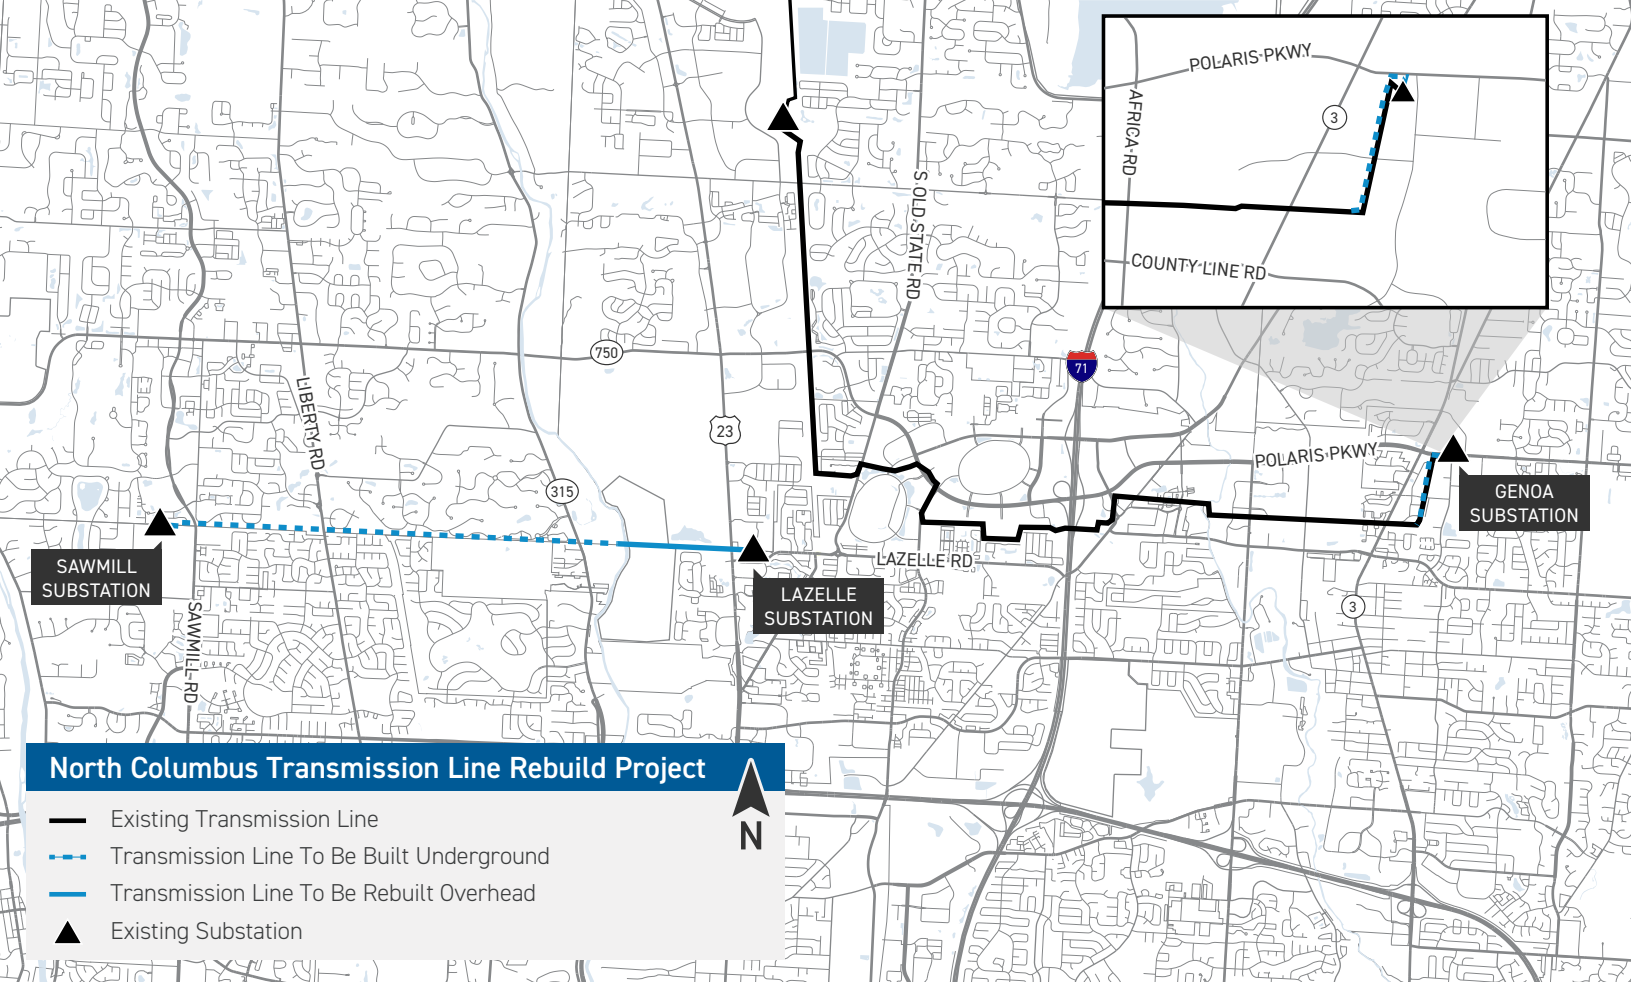 POLARIS PKWY
AFRICA RD
3
COUNTY LINE RD
S OLD STATE RD
750
71
LIBERTY RD
23
POLARIS PKWY
315
GENOA
SUBSTATION
SAWMILL
SUBSTATION
LAZELLE RD
LAZELLE
SUBSTATION
3
SAWMILL RD
North Columbus Transmission Line Rebuild Project
Existing Transmission Line
Transmission Line To Be Built Underground
Transmission Line To Be Rebuilt Overhead
Existing Substation
N